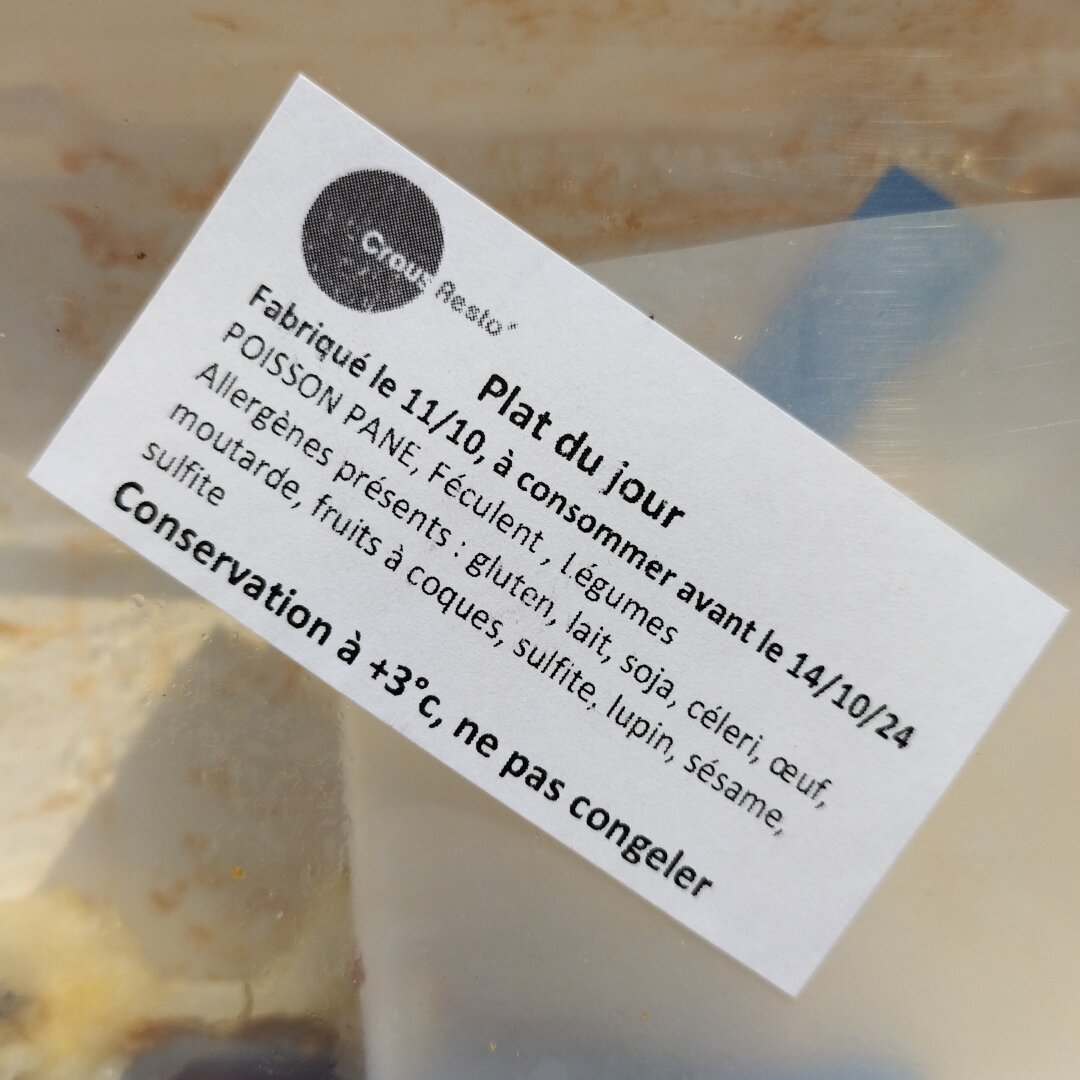 Crous Resto'
Plat du jour
Fabriqué le 11/10, à consommer avant le 14/10/24
POISSON PANE, Féculent , Légumes
Allergènes présents : gluten, lait, soja, céleri, œuf,
moutarde, fruits à coques, sulfite, lupin, sésame,
sulfite
Conservation à +3°c, ne pas congeler